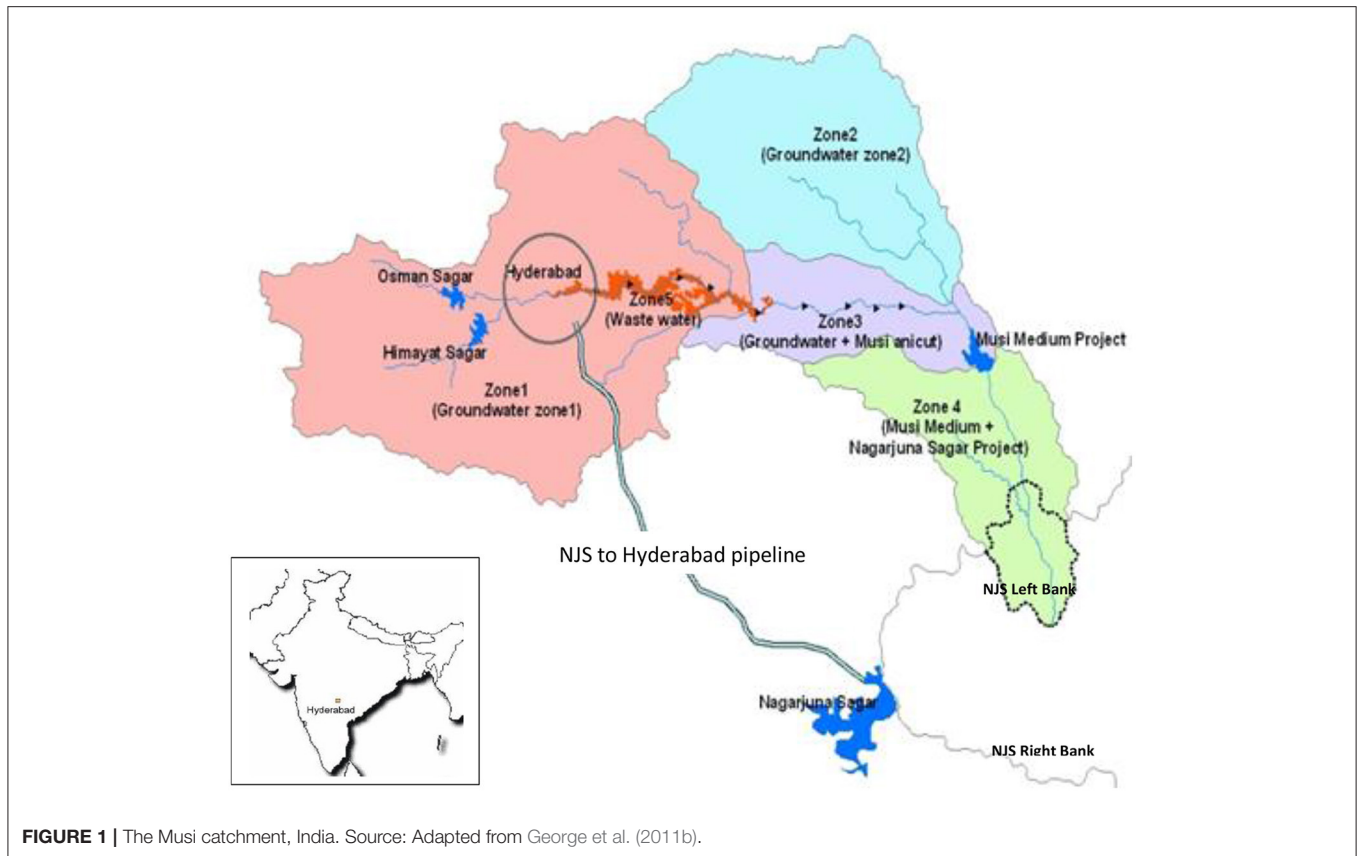 Zone2
(Groundwater zone2)
Osman Sagar
Hyderabad
Zone5
(Waste water)
Zone3
(Groundwater + Musi anicut)
Musi Medium Project
Himayat Sagar
Zone1
(Groundwater zone1)
Zone 4
(Musi Medium +
Nagarjuna Sagar Project)
NJS to Hyderabad pipeline
NJS Left Bank
Nagarjuna Sagar
NJS Right Bank
Hyderabad
FIGURE 1 | The Musi catchment, India. Source: Adapted from George et al. (2011b).